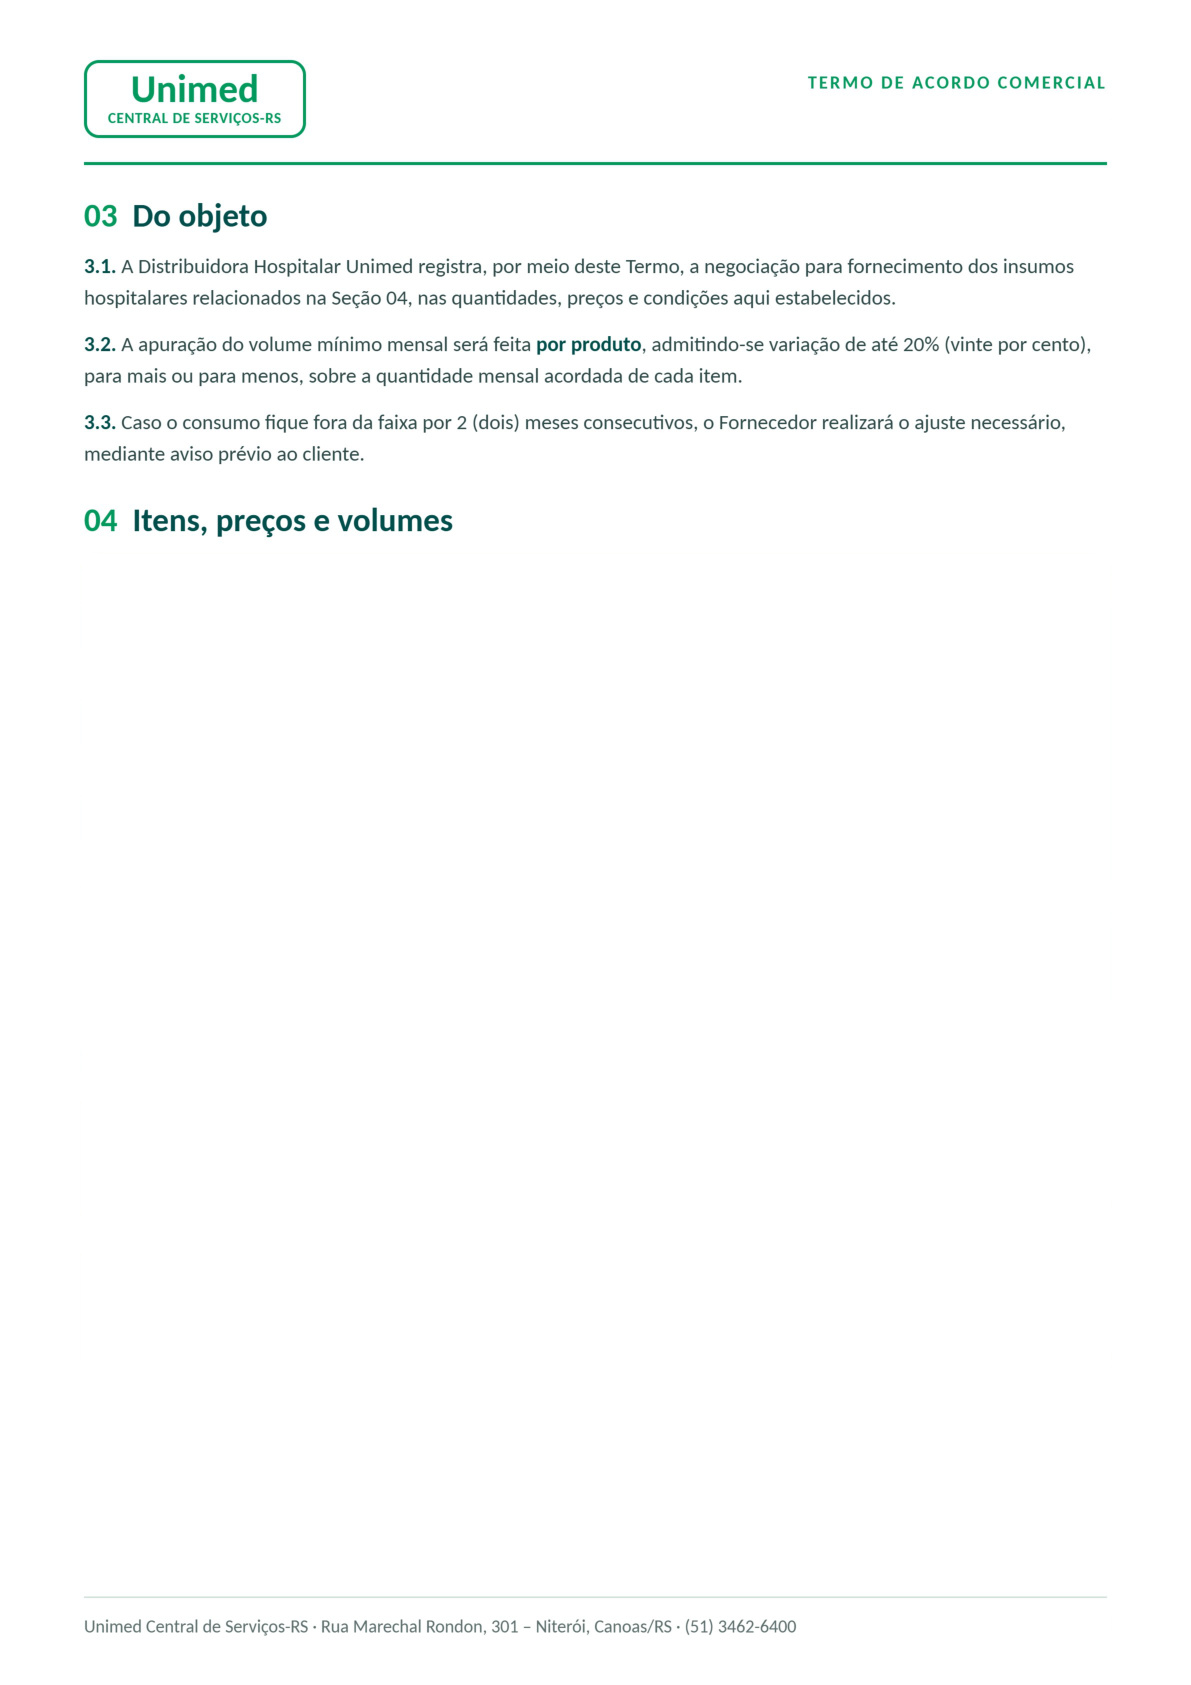 Unimed
CENTRAL DE SERVIÇOS-RS
TERMO DE ACORDO COMERCIAL
03 Do objeto
3.1. A Distribuidora Hospitalar Unimed registra, por meio deste Termo, a negociação para fornecimento dos insumos
hospitalares relacionados na Seção 04, nas quantidades, preços e condições aqui estabelecidos.
3.2. A apuração do volume mínimo mensal será feita por produto, admitindo-se variação de até 20% (vinte por cento),
para mais ou para menos, sobre a quantidade mensal acordada de cada item.
3.3. Caso o consumo fique fora da faixa por 2 (dois) meses consecutivos, o Fornecedor realizará o ajuste necessário,
mediante aviso prévio ao cliente.
04 Itens, preços e volumes
Unimed Central de Serviços-RS · Rua Marechal Rondon, 301 – Niterói, Canoas/RS · (51) 3462-6400